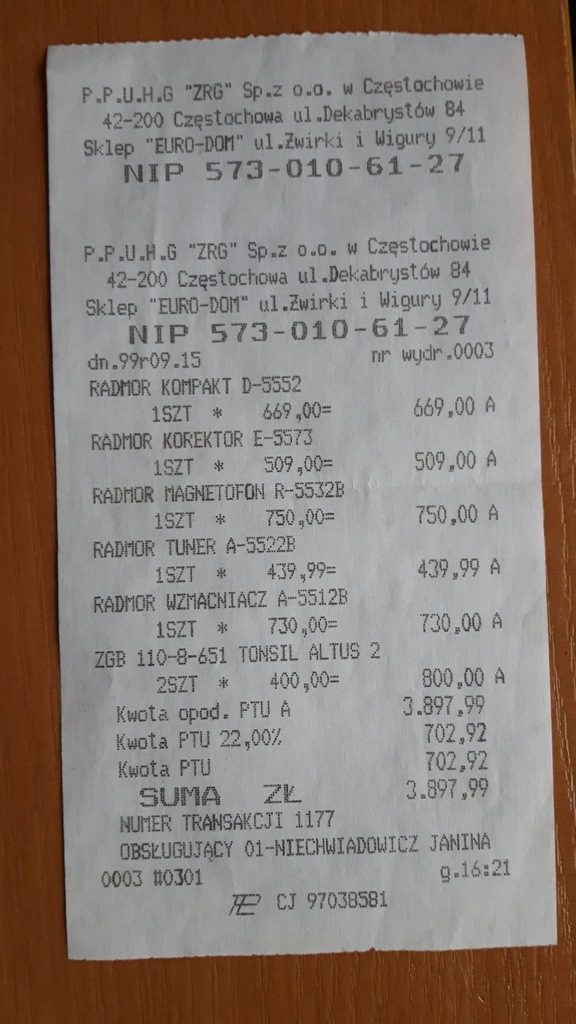 P.P.U.H.G "ZRG" Sp.z o.o. w Częstochowie
42-200 Częstochowa ul.Dekabrystów 84
Sklep "EURO-DOM" ul.Żwirki i Wigury 9/11
NIP 573-010-61-27
P.P.U.H.G "ZRG" Sp.z o.o. w Częstochowie
42-200 Częstochowa ul.Dekabrystów 84
Sklep "EURO-DOM" ul.Żwirki i Wigury 9/11
NIP 573-010-61-27
dn.99r09.15 nr wydr.0003
RADMOR KOMPAKT D-5552
1SZT * 669,00= 669,00 A
RADMOR KOREKTOR E-5573
1SZT * 509,00= 509,00 A
RADMOR MAGNETOFON R-5532B
1SZT * 750,00= 750,00 A
RADMOR TUNER A-5522B
1SZT * 439,99= 439,99 A
RADMOR WZMACNIACZ A-5512B
1SZT * 730,00= 730,00 A
ZGB 110-8-651 TONSIL ALTUS 2
2SZT * 400,00= 800,00 A
Kwota opod. PTU A 3.897,99
Kwota PTU 22,00% 702,92
Kwota PTU 702,92
SUMA ZŁ 3.897,99
NUMER TRANSAKCJI 1177
OBSŁUGUJĄCY 01-NIECHWIADOWICZ JANINA
0003 #0301 g.16:21
CJ 97038581